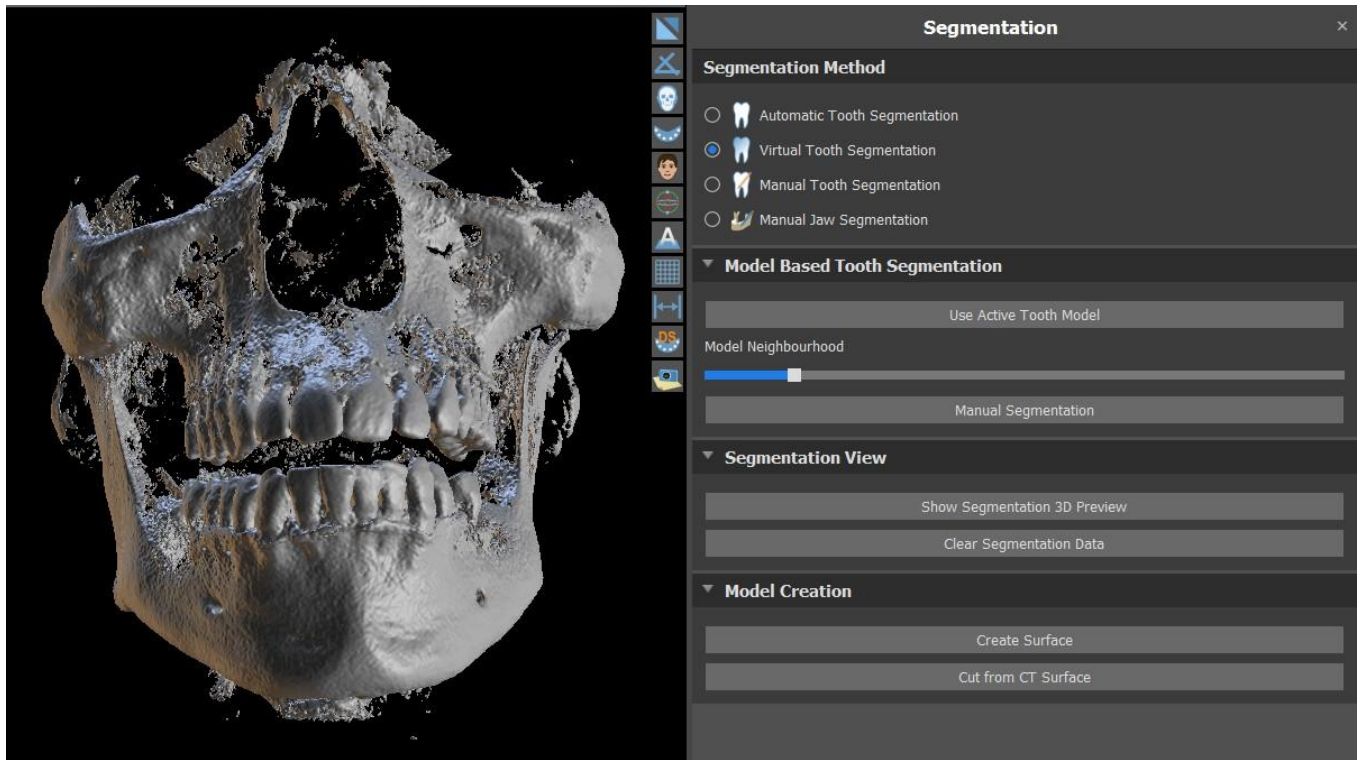 Segmentation
×
Segmentation Method
Automatic Tooth Segmentation
Virtual Tooth Segmentation
Manual Tooth Segmentation
Manual Jaw Segmentation
Model Based Tooth Segmentation
Use Active Tooth Model
Model Neighbourhood
Manual Segmentation
Segmentation View
Show Segmentation 3D Preview
Clear Segmentation Data
Model Creation
Create Surface
Cut from CT Surface
A
DS